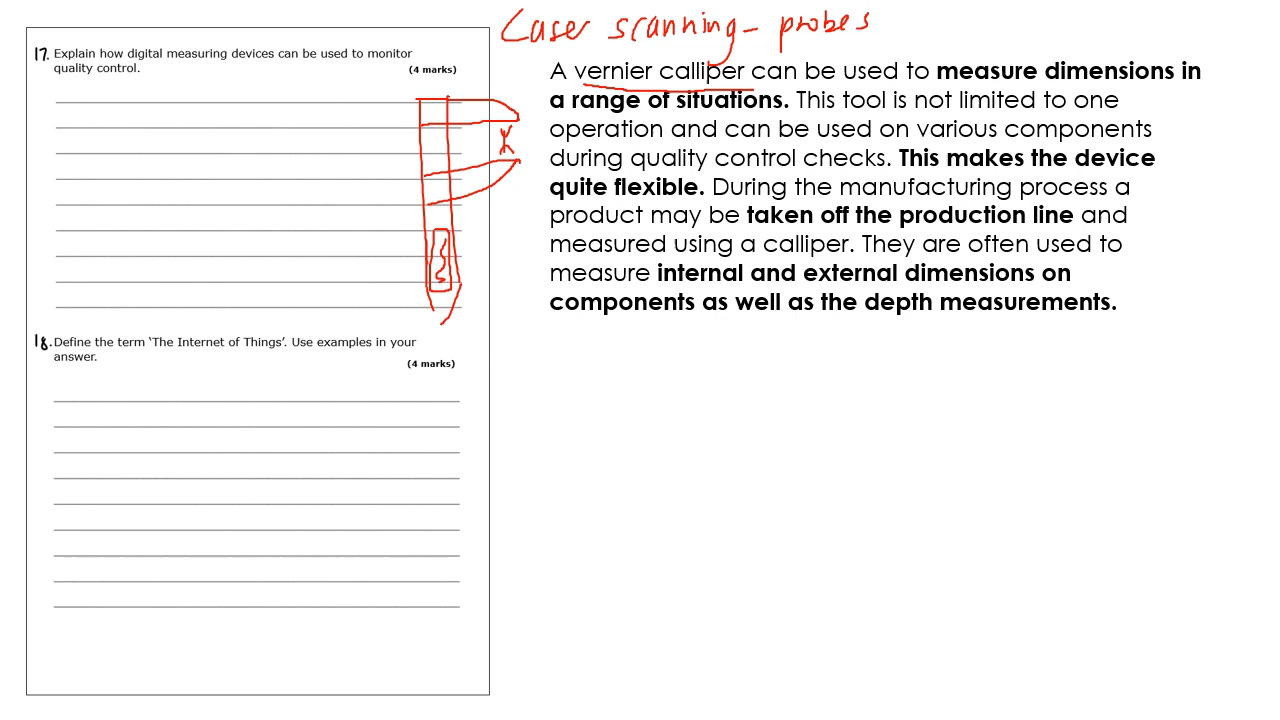 Laser scanning - probes
17. Explain how digital measuring devices can be used to monitor
quality control.
(4 marks)
18. Define the term ‘The Internet of Things’. Use examples in your
answer.
(4 marks)
A vernier calliper can be used to measure dimensions in
a range of situations. This tool is not limited to one
operation and can be used on various components
during quality control checks. This makes the device
quite flexible. During the manufacturing process a
product may be taken off the production line and
measured using a calliper. They are often used to
measure internal and external dimensions on
components as well as the depth measurements.